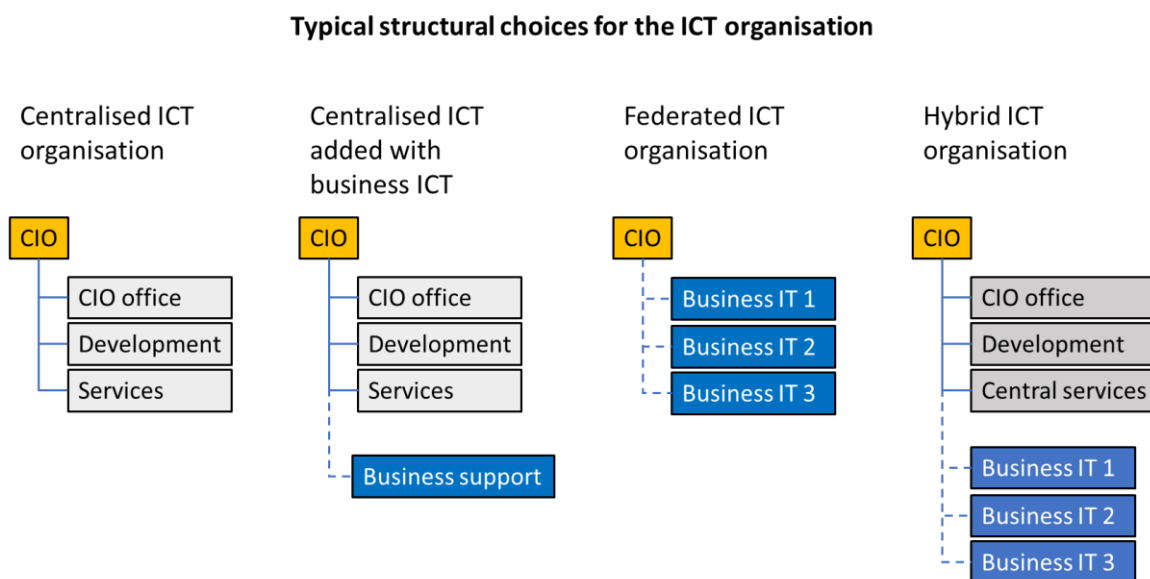 Typical structural choices for the ICT organisation
Centralised ICT
organisation
CIO
CIO office
Development
Services
Centralised ICT
added with
business ICT
CIO
CIO office
Development
Services
Business support
Federated ICT
organisation
CIO
Business IT 1
Business IT 2
Business IT 3
Hybrid ICT
organisation
CIO
CIO office
Development
Central services
Business IT 1
Business IT 2
Business IT 3